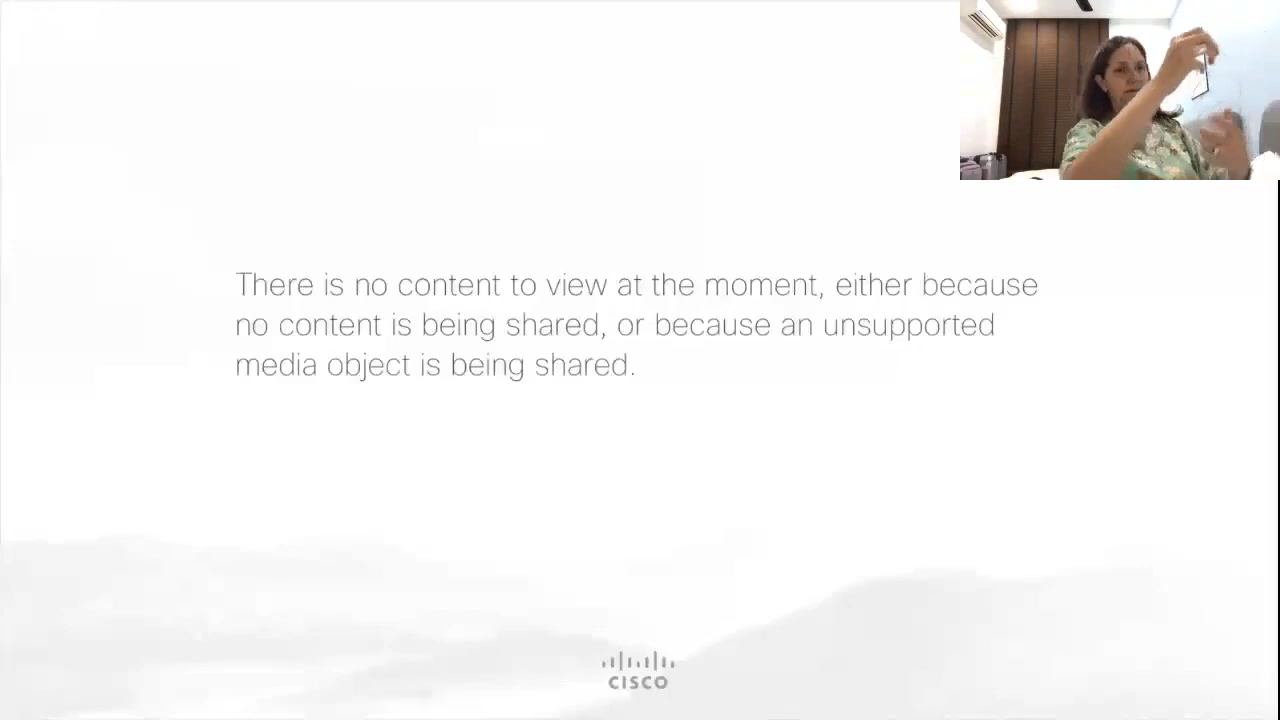 There is no content to view at the moment, either because
no content is being shared, or because an unsupported
media object is being shared.
CISCO